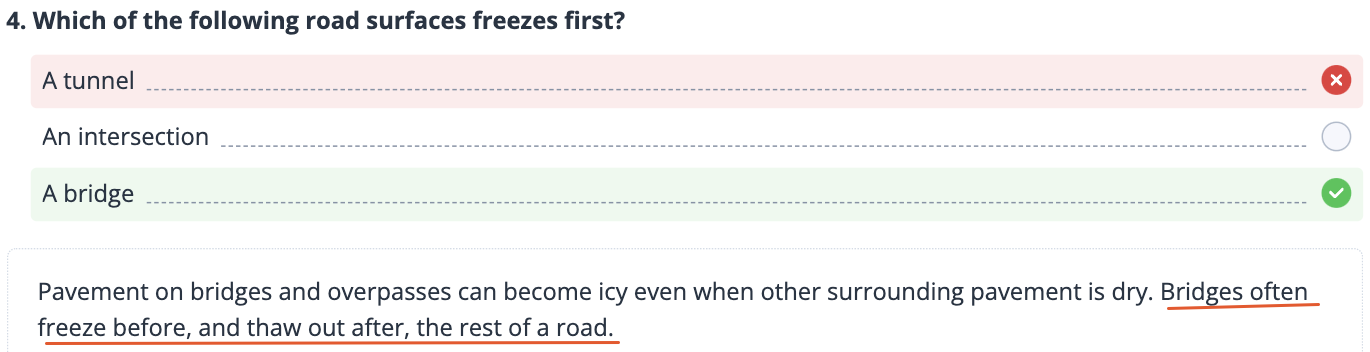 4. Which of the following road surfaces freezes first?
A tunnel
An intersection
A bridge
Pavement on bridges and overpasses can become icy even when other surrounding pavement is dry. Bridges often
freeze before, and thaw out after, the rest of a road.